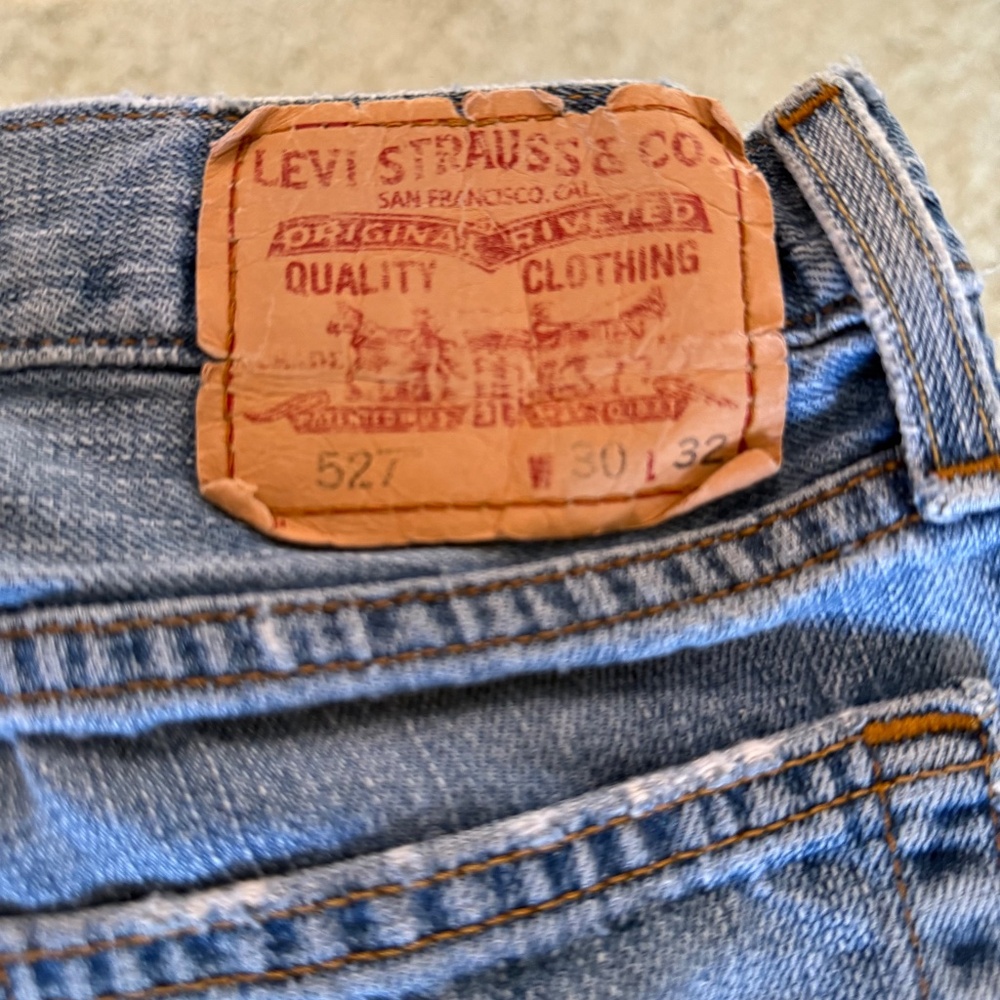 LEVI STRAUSS & CO.
SAN FRANCISCO, CAL.
ORIGINAL RIVETED
QUALITY CLOTHING
527 W 30 L 32